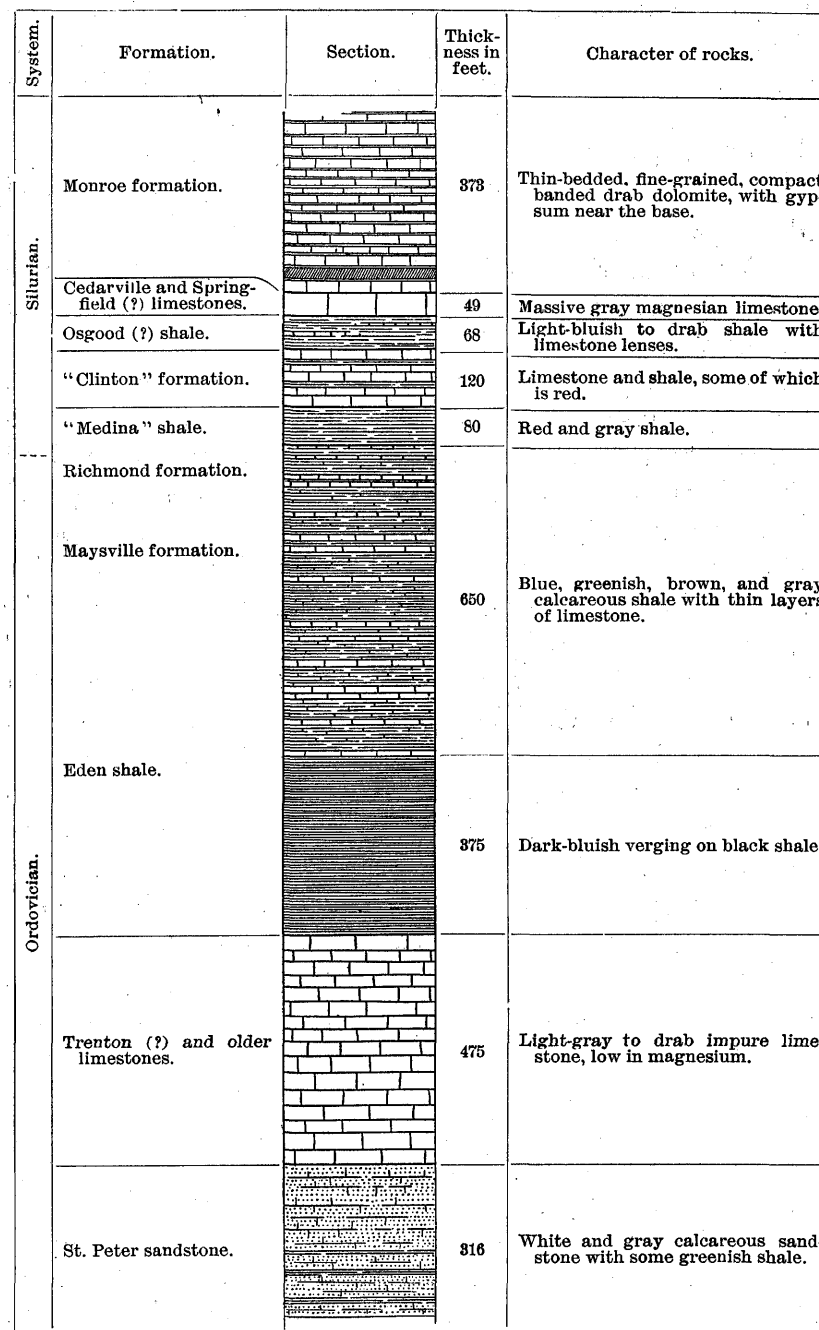 System.
Formation.
Section.
Thick-
ness in
feet.
Character of rocks.
Silurian.
Monroe formation.
373
Thin-bedded, fine-grained, compact
banded drab dolomite, with gyp
sum near the base.
Cedarville and Spring-
field (?) limestones.
49
Massive gray magnesian limestone
Osgood (?) shale.
68
Light-bluish to drab shale with
limestone lenses.
"Clinton" formation.
120
Limestone and shale, some of which
is red.
"Medina" shale.
80
Red and gray shale.
Ordovician.
Richmond formation.
Maysville formation.
650
Blue, greenish, brown, and gray
calcareous shale with thin layers
of limestone.
Eden shale.
375
Dark-bluish verging on black shale
Trenton (?) and older
limestones.
475
Light-gray to drab impure lime
stone, low in magnesium.
St. Peter sandstone.
316
White and gray calcareous sand
stone with some greenish shale.